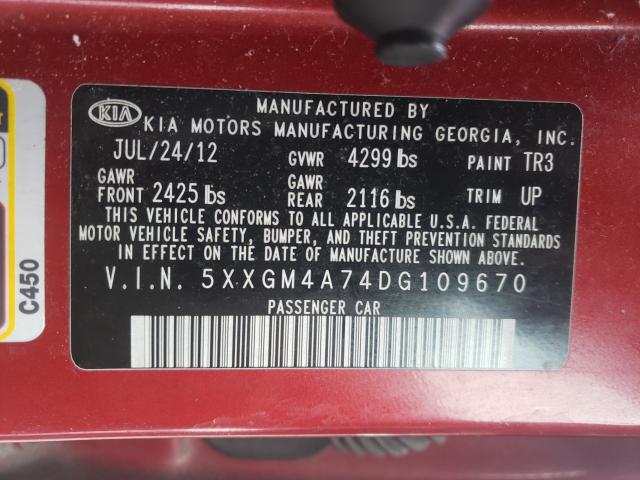 MANUFACTURED BY
KIA KIA MOTORS MANUFACTURING GEORGIA, INC.
JUL/24/12 GVWR 4299 lbs PAINT TR3
GAWR FRONT 2425 lbs GAWR REAR 2116 lbs TRIM UP
THIS VEHICLE CONFORMS TO ALL APPLICABLE U.S.A. FEDERAL
MOTOR VEHICLE SAFETY, BUMPER, AND THEFT PREVENTION STANDARDS
IN EFFECT ON THE DATE OF MANUFACTURE SHOWN ABOVE
V.I.N. 5XXGM4A74DG109670
PASSENGER CAR
C450